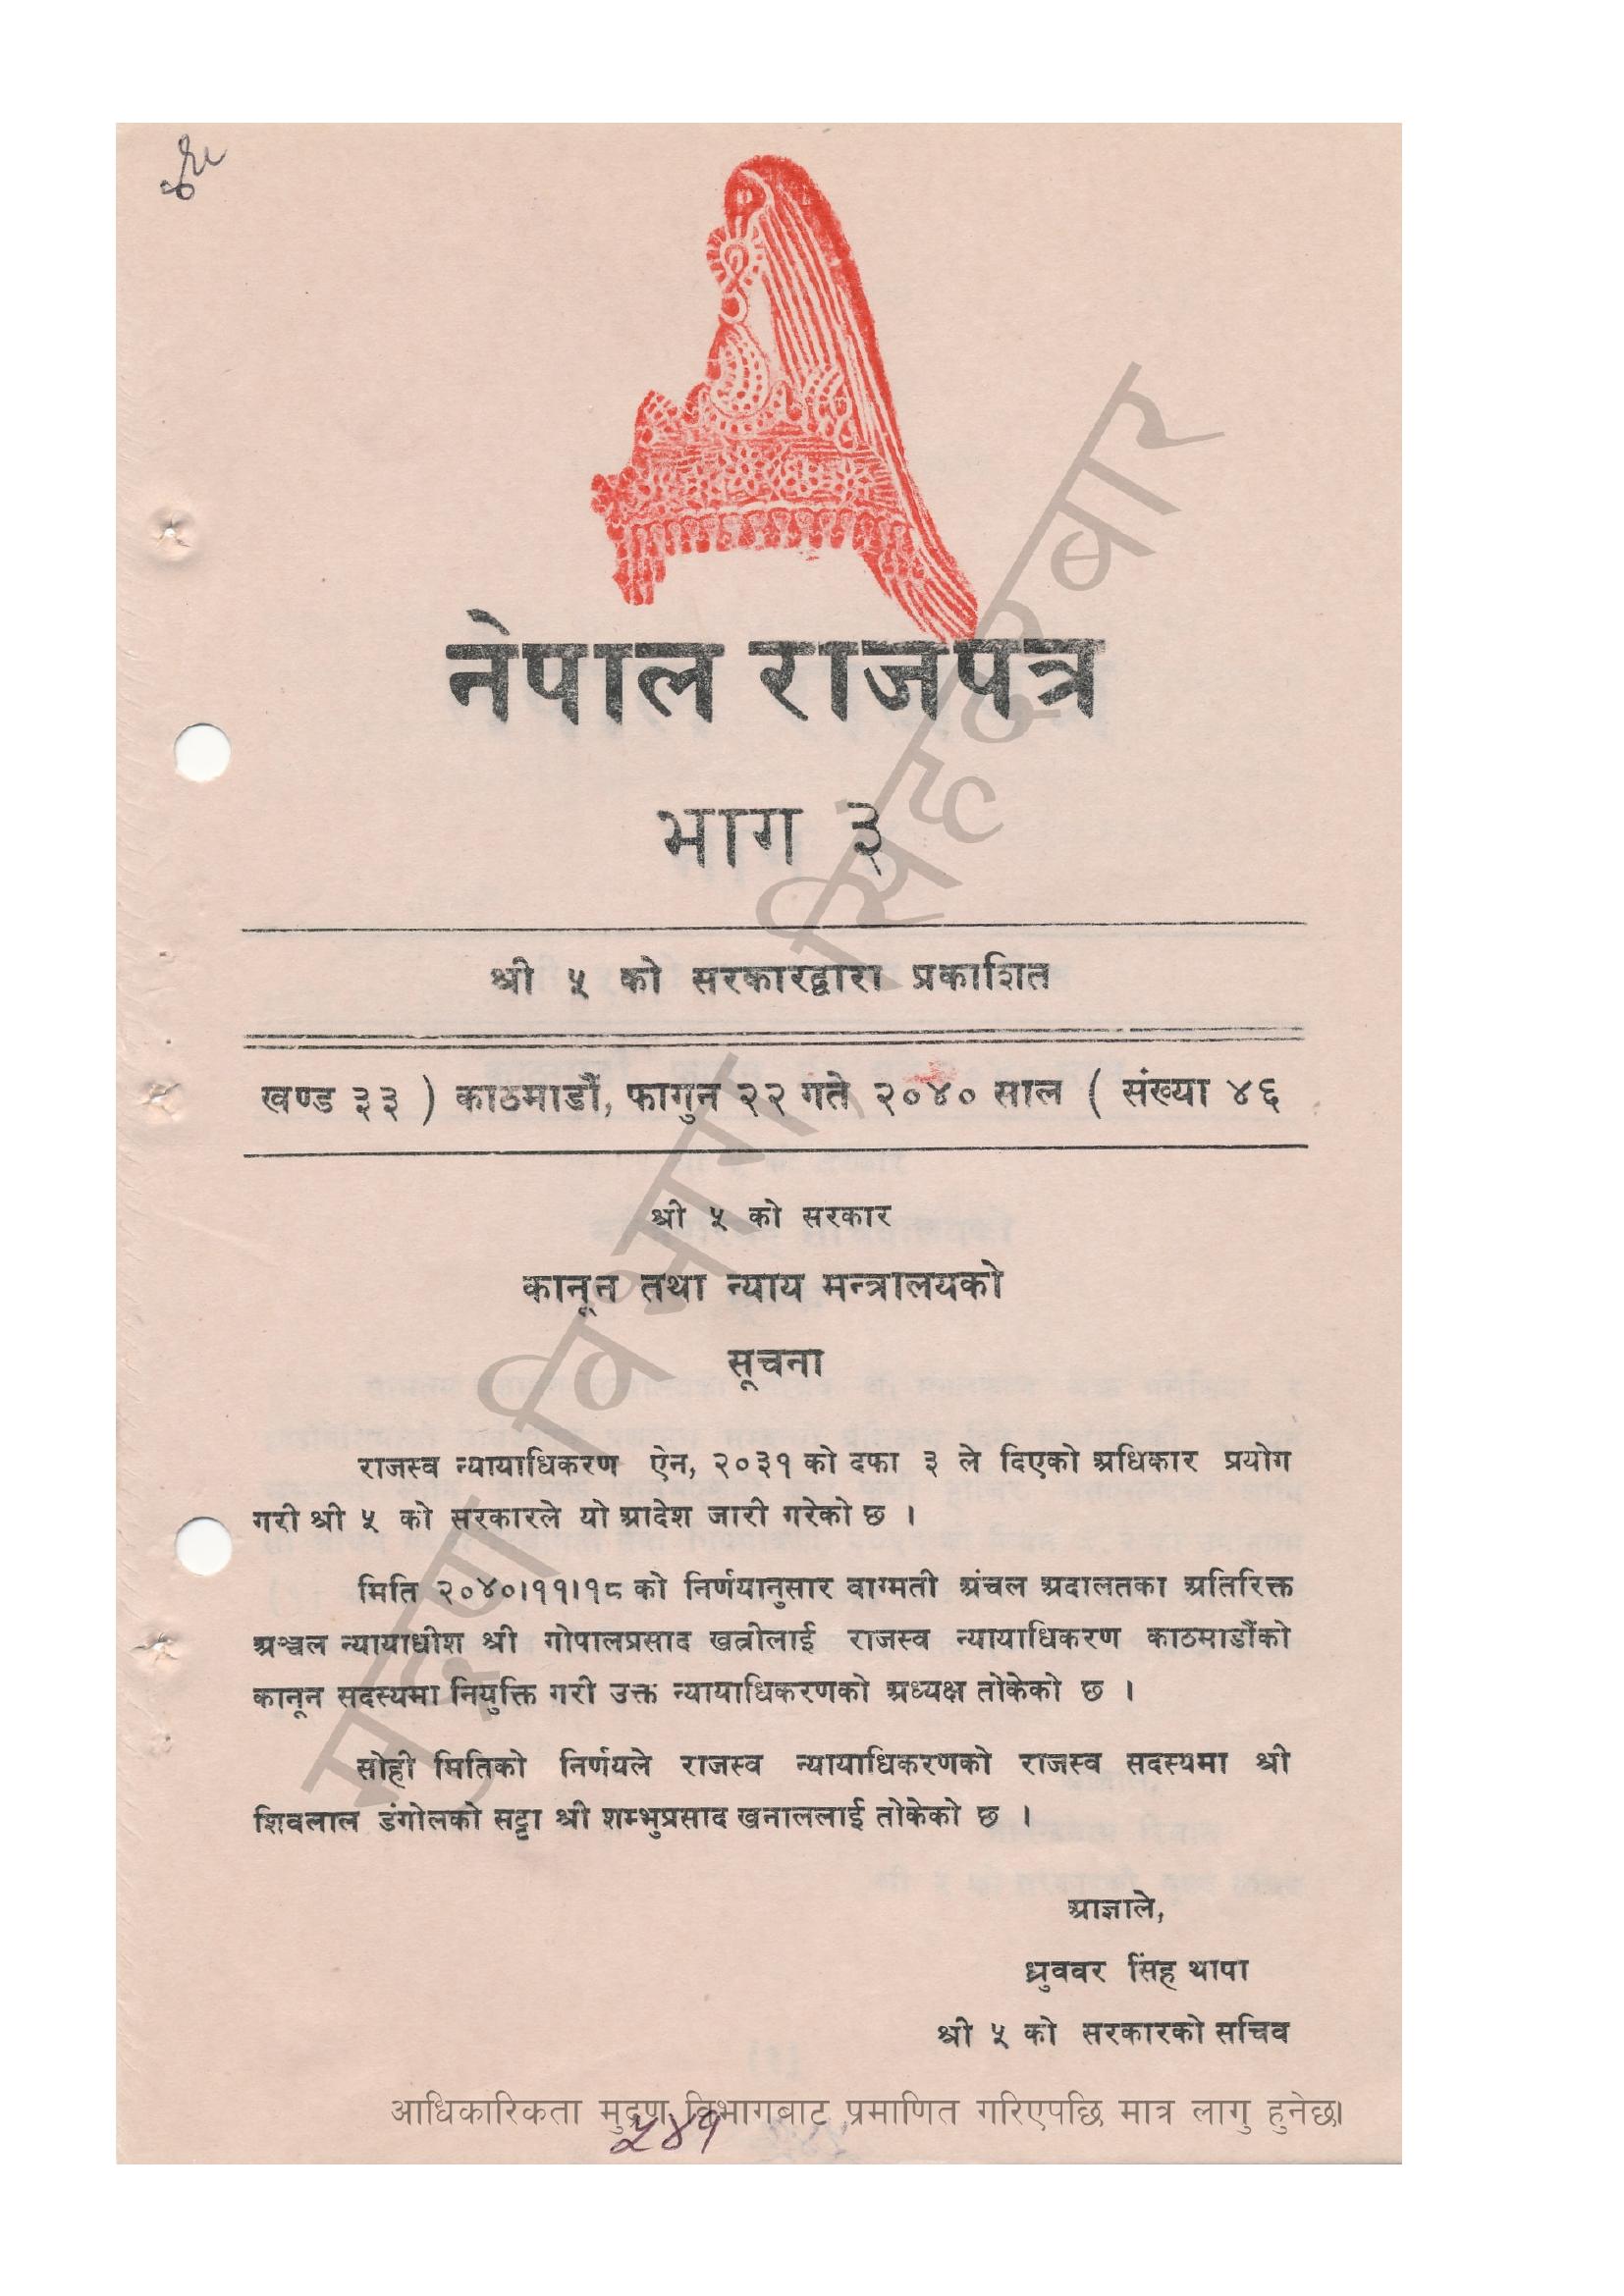 नेपाल राजपत्र
भाग ३
श्री ५ को सरकारद्वारा प्रकाशित
खण्ड ३३ ) काठमाडौं, फागुन २२ गते २०४० साल ( संख्या ४६
श्री ५ को सरकार
कानून तथा न्याय मन्त्रालयको
सूचना
राजस्व न्यायाधिकरण ऐन, २०३१ को दफा ३ ले दिएको अधिकार प्रयोग
गरी श्री ५ को सरकारले यो आदेश जारी गरेको छ ।
मिति २०४०।११।१८ को निर्णयानुसार वाग्मती अंचल अदालतका अतिरिक्त
अञ्चल न्यायाधीश श्री गोपालप्रसाद खत्रीलाई राजस्व न्यायाधिकरण काठमाडौंको
कानून सदस्यमा नियुक्ति गरी उक्त न्यायाधिकरणको अध्यक्ष तोकेको छ ।
सोही मितिको निर्णयले राजस्व न्यायाधिकरणको राजस्व सदस्यमा श्री
शिवलाल डंगोलको सट्टा श्री शम्भुप्रसाद खनाललाई तोकेको छ ।
आज्ञाले,
ध्रुववर सिंह थापा
श्री ५ को सरकारको सचिव
आधिकारिकता मुद्रण विभागबाट प्रमाणित गरिएपछि मात्र लागु हुनेछ।
५४१
मुद्रण विभाग, सिंहदरबार